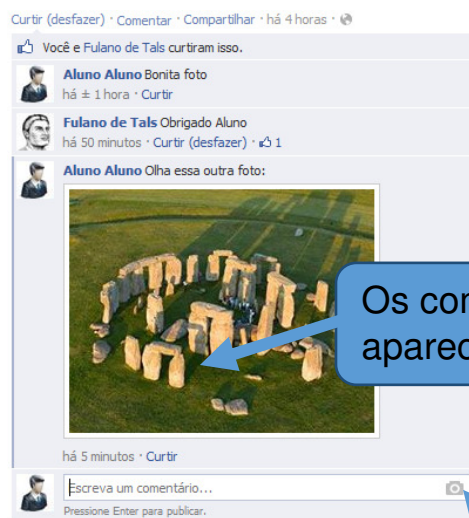 Curtir (desfazer) · Comentar · Compartilhar · há 4 horas ·
Você e Fulano de Tals curtiram isso.
Aluno Aluno Bonita foto
há ± 1 hora · Curtir
Fulano de Tals Obrigado Aluno
há 50 minutos · Curtir (desfazer) · 1
Aluno Aluno Olha essa outra foto:
Os
há 5 minutos · Curtir
Escreva um comentário...
Pressione Enter para publicar.